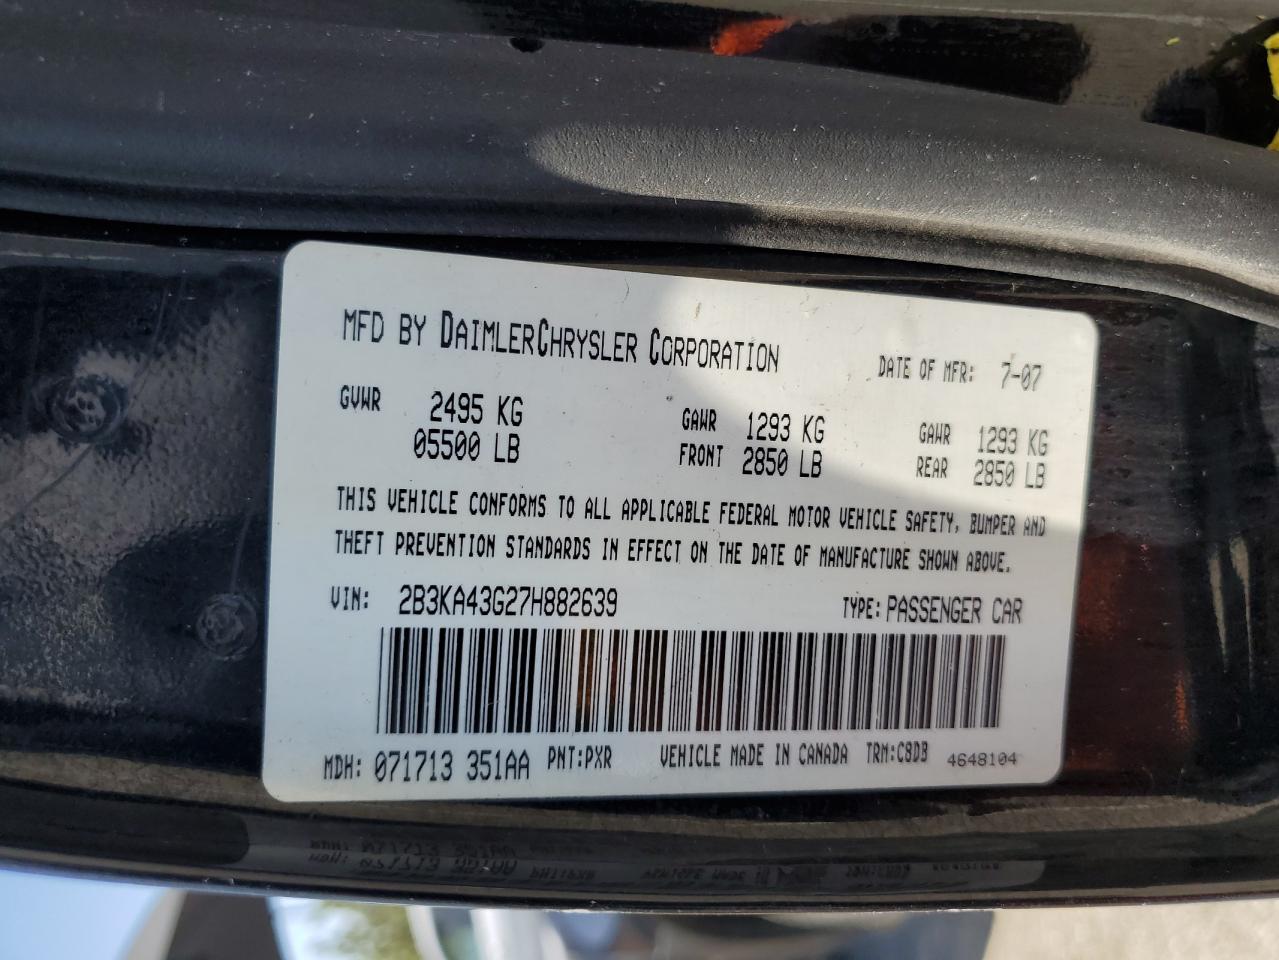 MFD BY DAIMLERCHRYSLER CORPORATION DATE OF MFR: 7-07
GVWR 2495 KG GAWR 1293 KG GAWR 1293 KG
05500 LB FRONT 2850 LB REAR 2850 LB
THIS VEHICLE CONFORMS TO ALL APPLICABLE FEDERAL MOTOR VEHICLE SAFETY, BUMPER AND
THEFT PREVENTION STANDARDS IN EFFECT ON THE DATE OF MANUFACTURE SHOWN ABOVE.
VIN: 2B3KA43G27H882639 TYPE: PASSENGER CAR
MDH: 071713 351AA PNT:PXR VEHICLE MADE IN CANADA TRM:C8DB 4648104